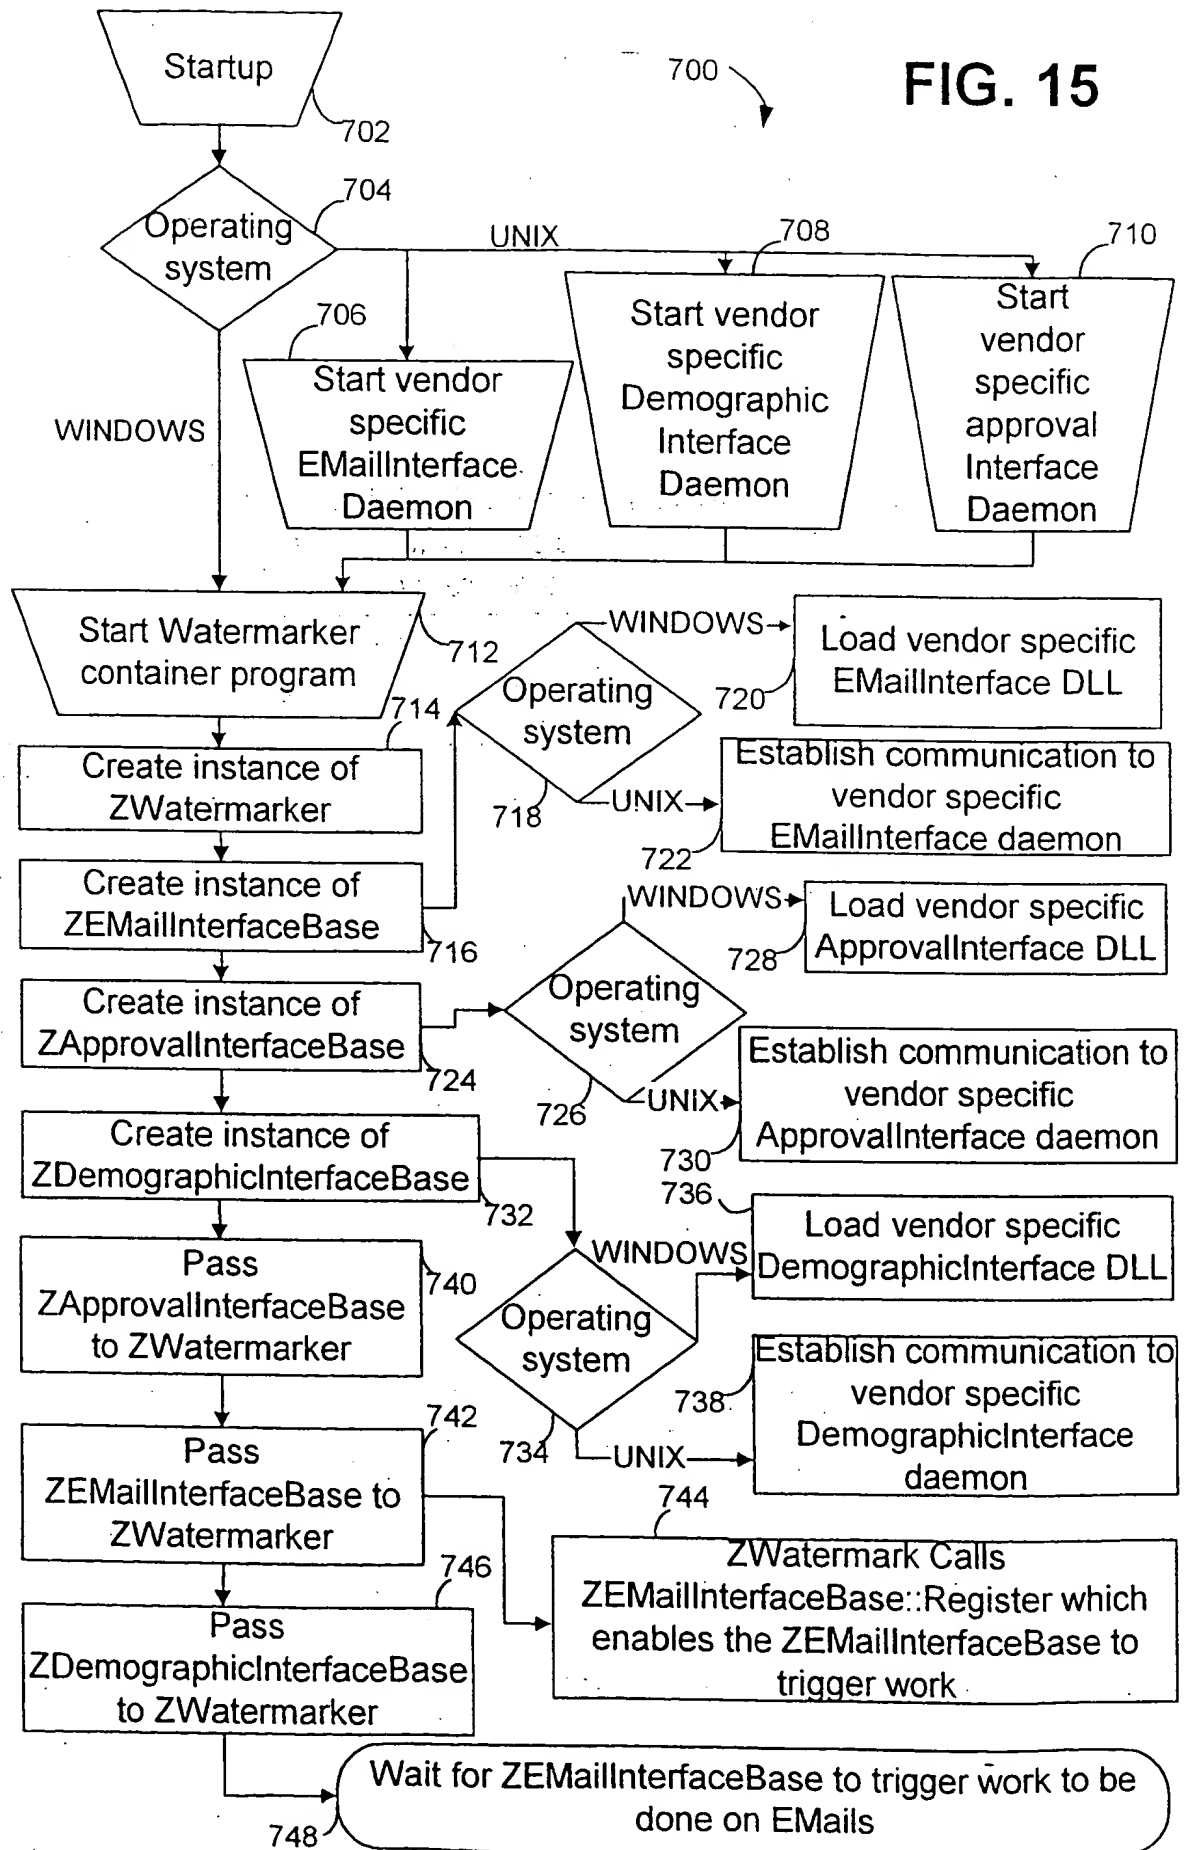 FIG. 15
700
Startup
702
Operating
system
704
UNIX
WINDOWS
706
Start vendor
specific
EMailInterface
Daemon
708
Start vendor
specific
Demographic
Interface
Daemon
710
Start
vendor
specific
approval
Interface
Daemon
Start Watermarker
container program
712
714
Create instance of
ZWatermarker
Create instance of
ZEMailInterfaceBase
716
Operating
system
718
WINDOWS
Load vendor specific
EMailInterface DLL
720
UNIX
Establish communication to
vendor specific
EMailInterface daemon
722
Create instance of
ZApprovalInterfaceBase
724
Operating
system
726
WINDOWS
Load vendor specific
ApprovalInterface DLL
728
UNIX
Establish communication to
vendor specific
ApprovalInterface daemon
730
Create instance of
ZDemographicInterfaceBase
732
Operating
system
734
WINDOWS
736
Load vendor specific
DemographicInterface DLL
UNIX
Establish communication to
vendor specific
DemographicInterface
daemon
738
Pass
ZApprovalInterfaceBase
to ZWatermarker
740
742
Pass
ZEMailInterfaceBase to
ZWatermarker
744
ZWatermark Calls
ZEMailInterfaceBase::Register which
enables the ZEMailInterfaceBase to
trigger work
746
Pass
ZDemographicInterfaceBase
to ZWatermarker
Wait for ZEMailInterfaceBase to trigger work to be
done on EMails
748